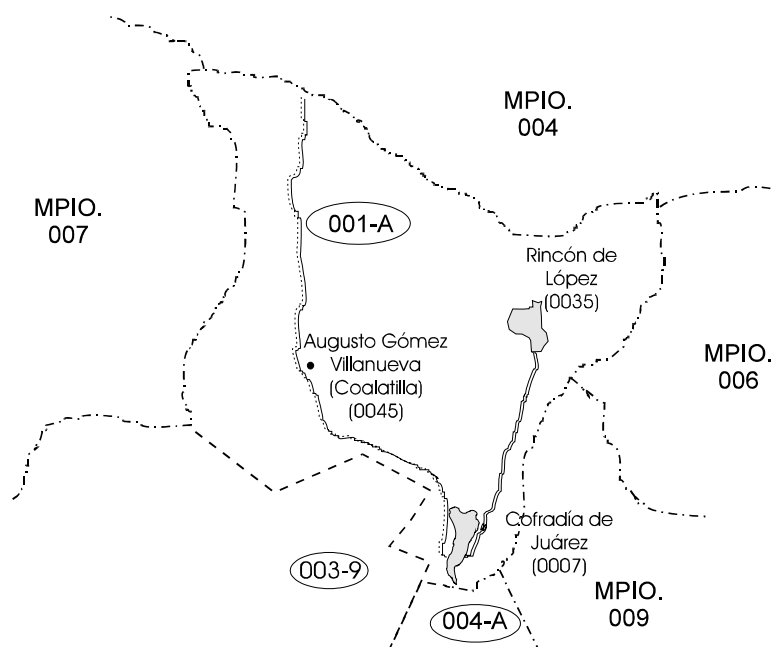 MPIO.
004
MPIO.
007
001-A
Rincón de
López
(0035)
Augusto Gómez
Villanueva
(Coalatilla)
(0045)
MPIO.
006
Cofradía de
Juárez
(0007)
003-9
MPIO.
009
004-A